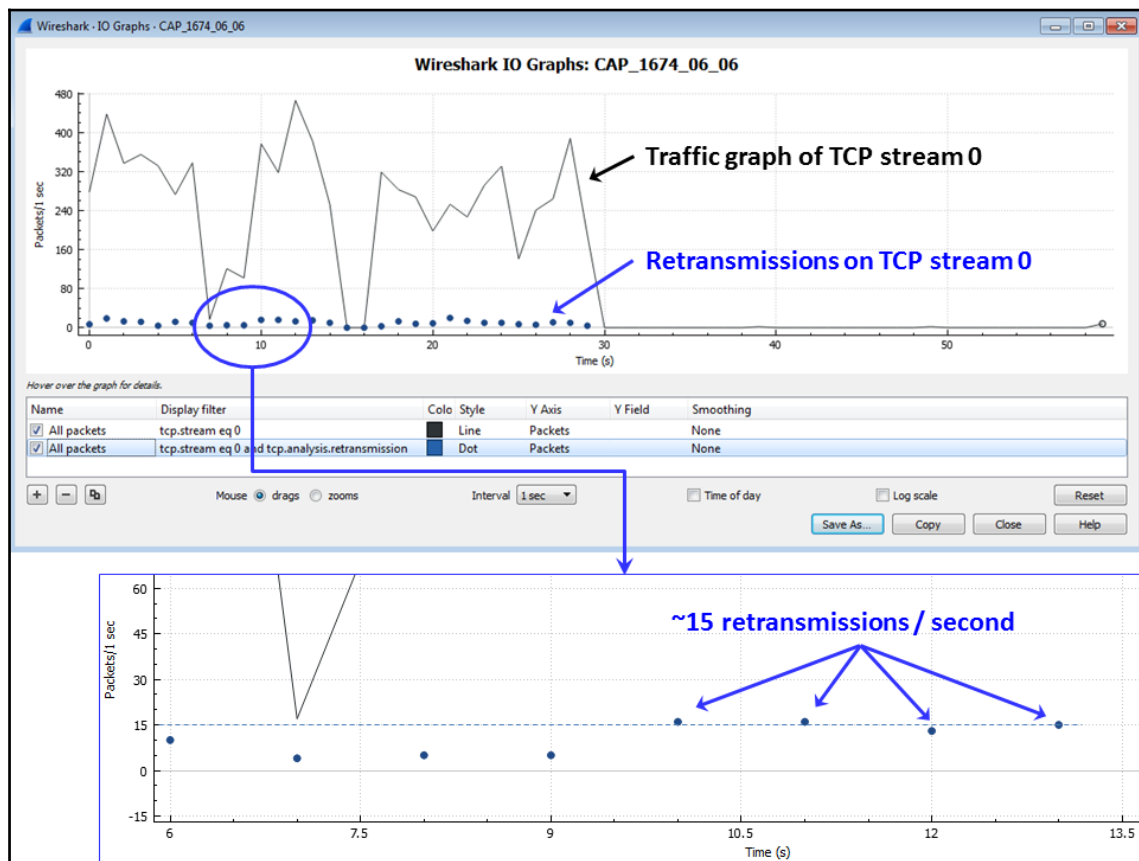 Wireshark · IO Graphs · CAP_1674_06_06
Wireshark IO Graphs: CAP_1674_06_06
480
400
320
240
160
80
0
Packets/1 sec
Traffic graph of TCP stream 0
Retransmissions on TCP stream 0
0 10 20 30 40 50
Time (s)
Hover over the graph for details.
Name Display filter Colo Style Y Axis Y Field Smoothing
All packets tcp.stream eq 0 Line Packets None
All packets tcp.stream eq 0 and tcp.analysis.retransmission Dot Packets None
+ − Mouse drags zooms Interval 1 sec Time of day Log scale Reset
Save As... Copy Close Help
60
45
30
15
0
-15
Packets/1 sec
~15 retransmissions / second
6 7.5 9 10.5 12 13.5
Time (s)